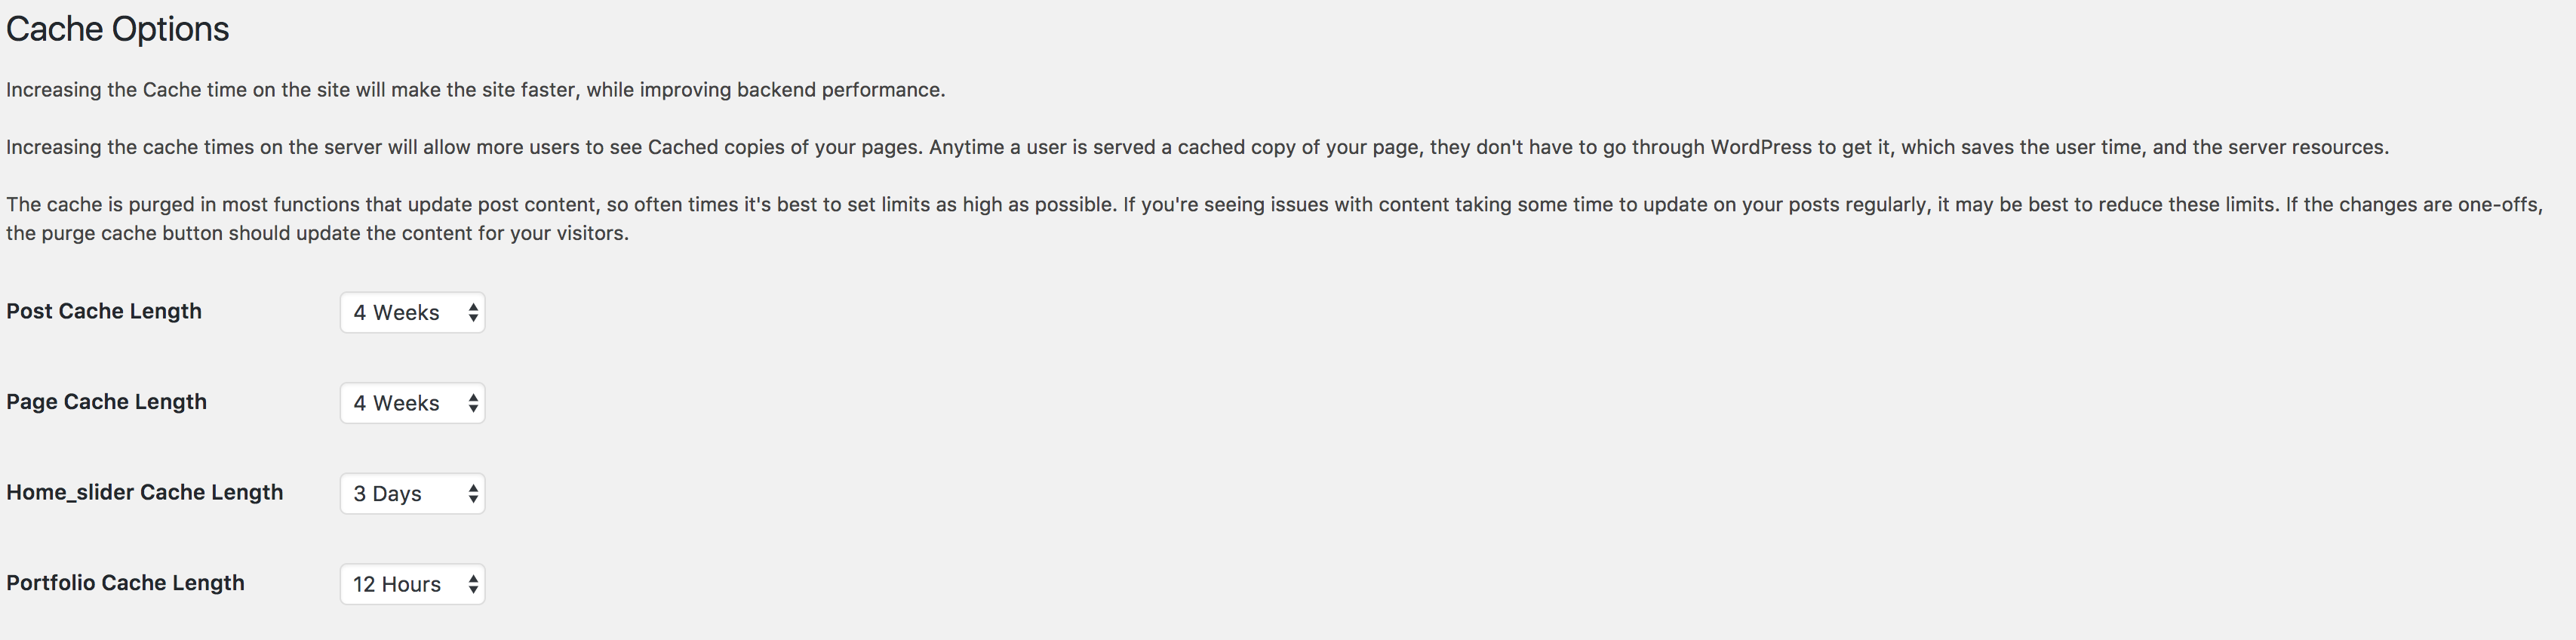 Cache Options
Increasing the Cache time on the site will make the site faster, while improving backend performance.
Increasing the cache times on the server will allow more users to see Cached copies of your pages. Anytime a user is served a cached copy of your page, they don't have to go through WordPress to get it, which saves the user time, and the server resources.
The cache is purged in most functions that update post content, so often times it's best to set limits as high as possible. If you're seeing issues with content taking some time to update on your posts regularly, it may be best to reduce these limits. If the changes are one-offs,
the purge cache button should update the content for your visitors.
Post Cache Length 4 Weeks
Page Cache Length 4 Weeks
Home_slider Cache Length 3 Days
Portfolio Cache Length 12 Hours